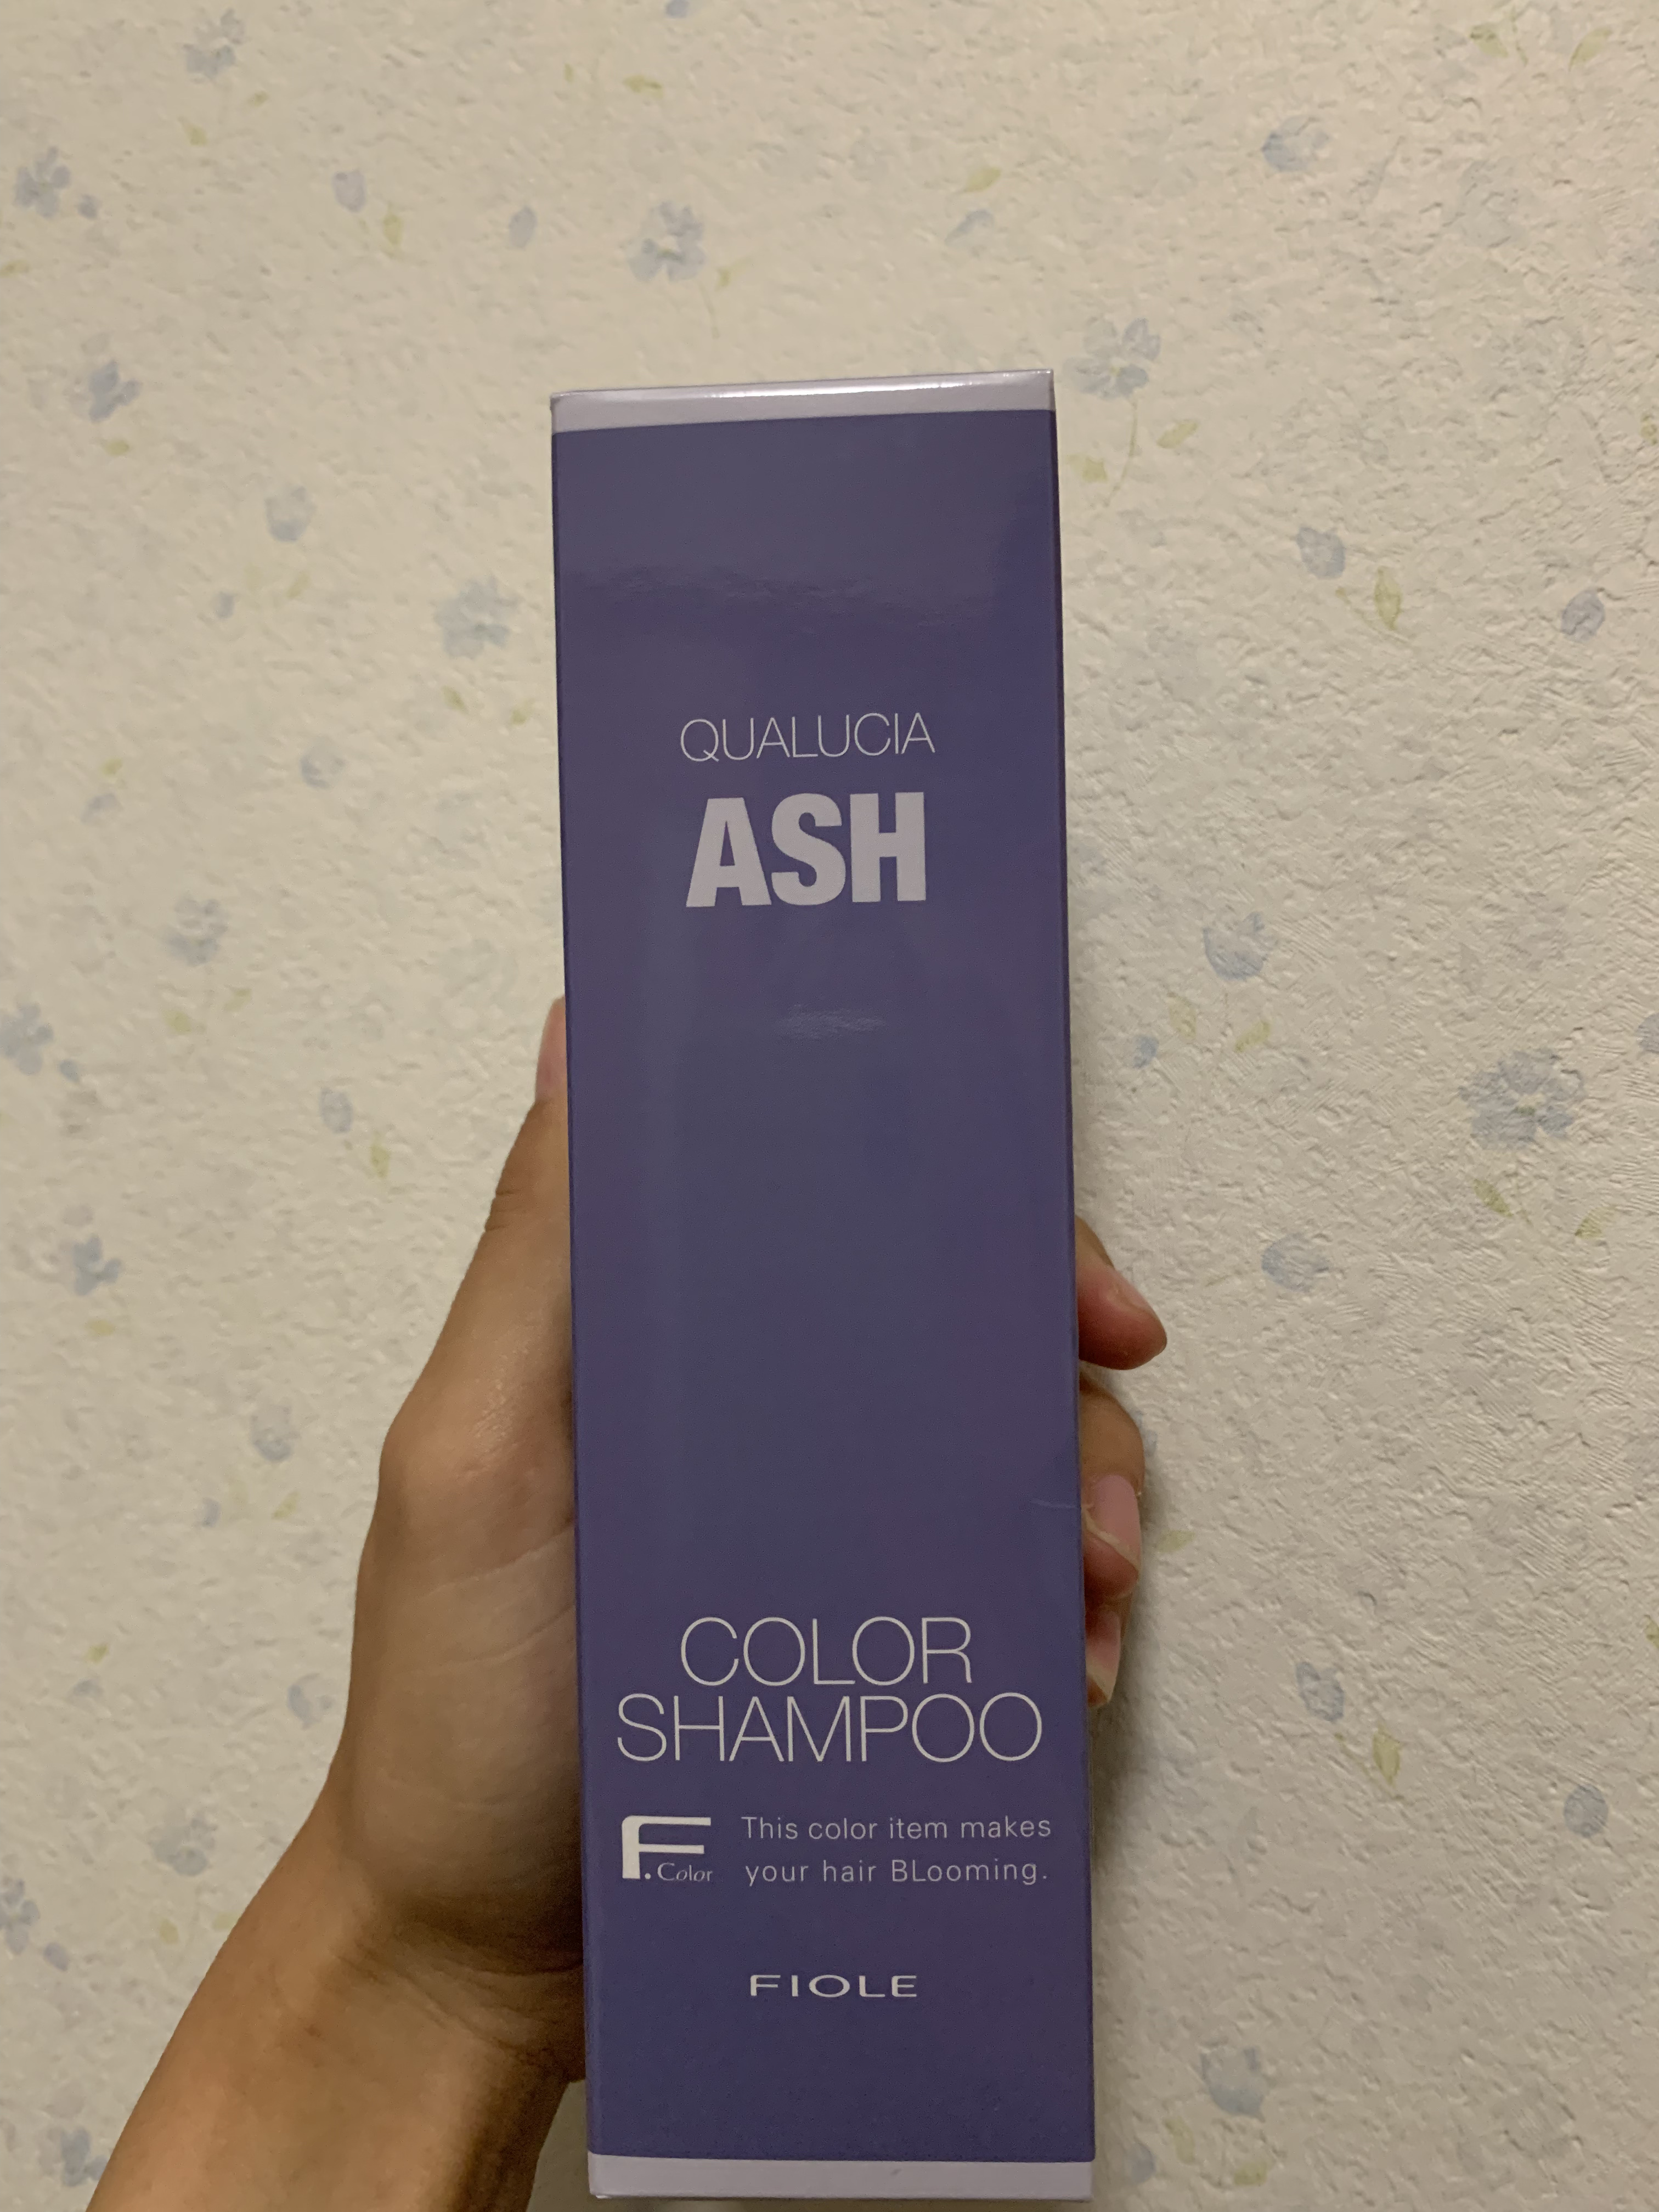 QUALUCIA
ASH
COLOR
SHAMPOO
F.Color
This color item makes
your hair BLooming.
FIOLE